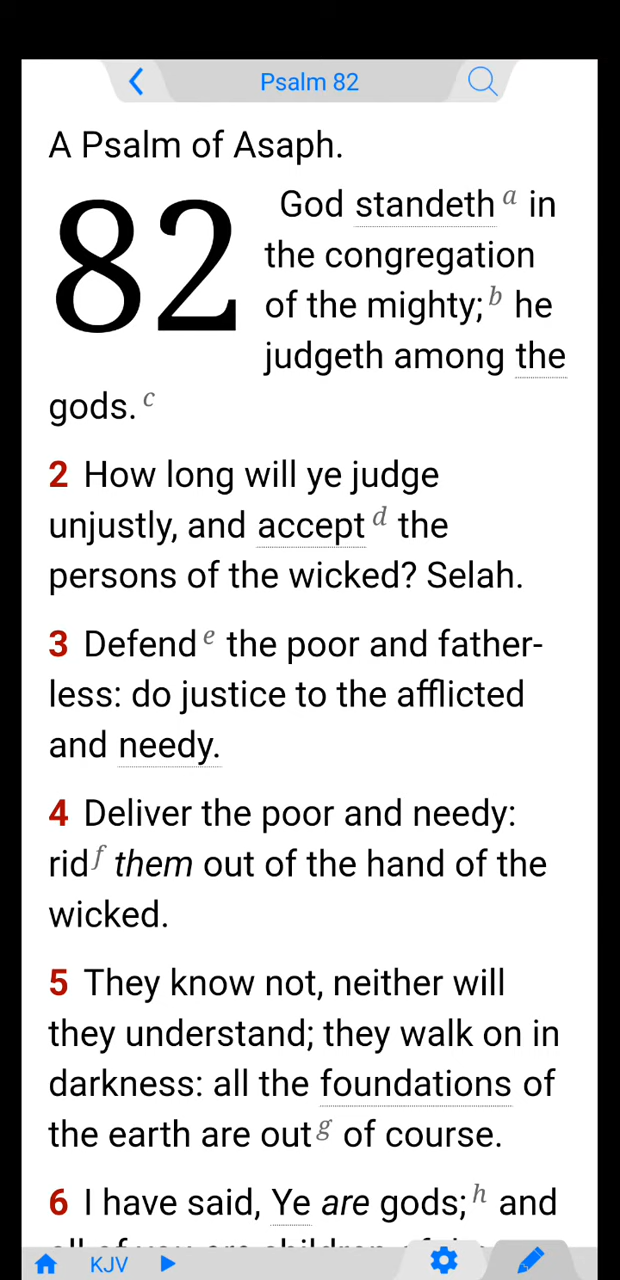 Psalm 82
A Psalm of Asaph.
82 God standeth a in
the congregation
of the mighty; b he
judgeth among the
gods. c
2 How long will ye judge
unjustly, and accept d the
persons of the wicked? Selah.
3 Defend e the poor and father-
less: do justice to the afflicted
and needy.
4 Deliver the poor and needy:
rid f them out of the hand of the
wicked.
5 They know not, neither will
they understand; they walk on in
darkness: all the foundations of
the earth are out g of course.
6 I have said, Ye are gods; h and
KJV